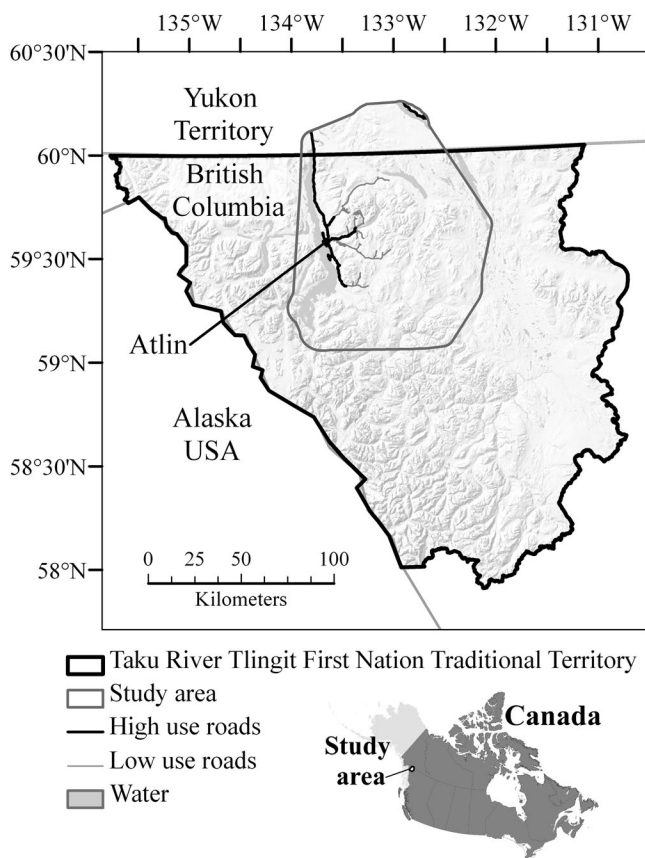 135°W 134°W 133°W 132°W 131°W
60°30'N
Yukon
Territory
60°N
British
Columbia
59°30'N
Atlin
59°N
Alaska
USA
58°30'N
0 25 50 100
58°N
Kilometers
Taku River Tlingit First Nation Traditional Territory
Study area
High use roads
Low use roads
Water
Canada
Study
area